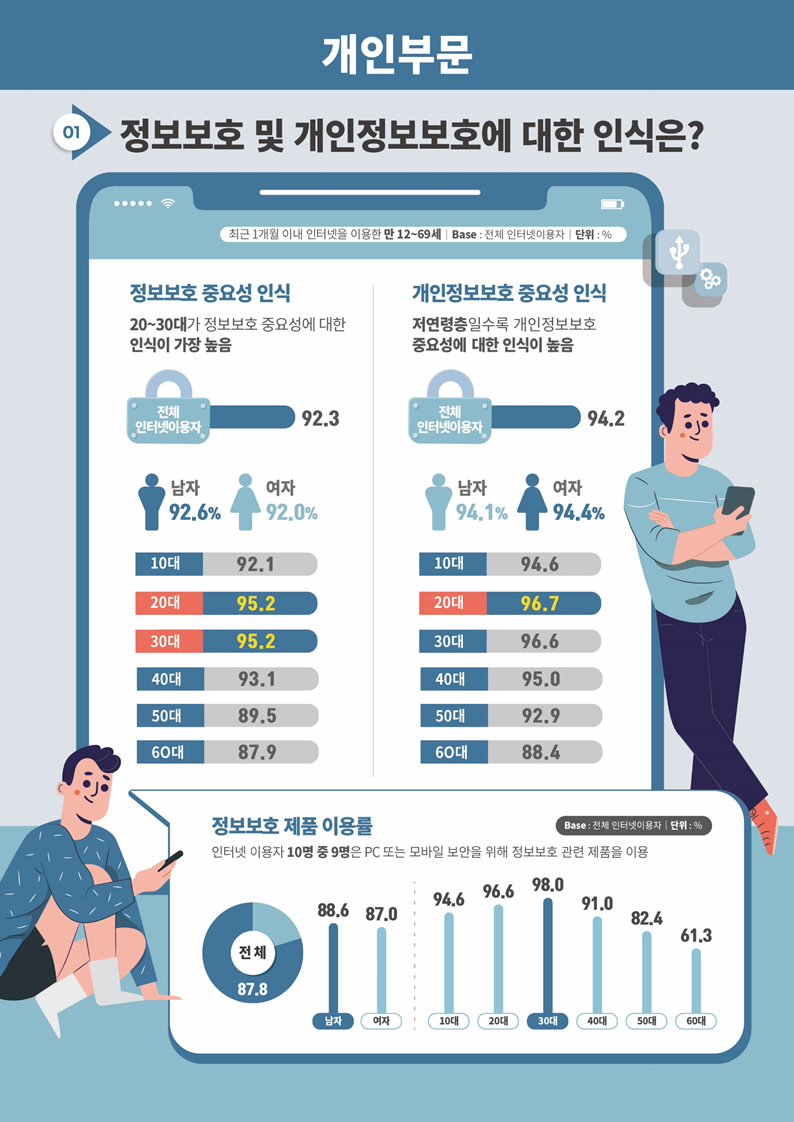 개인부문
01 정보보호 및 개인정보보호에 대한 인식은?
최근 1개월 이내 인터넷을 이용한 만 12~69세 | Base : 전체 인터넷이용자 | 단위 : %
정보보호 중요성 인식
20~30대가 정보보호 중요성에 대한
인식이 가장 높음
전체
인터넷이용자
92.3
남자
92.6%
여자
92.0%
10대 92.1
20대 95.2
30대 95.2
40대 93.1
50대 89.5
60대 87.9
개인정보보호 중요성 인식
저연령층일수록 개인정보보호
중요성에 대한 인식이 높음
전체
인터넷이용자
94.2
남자
94.1%
여자
94.4%
10대 94.6
20대 96.7
30대 96.6
40대 95.0
50대 92.9
60대 88.4
정보보호 제품 이용률
Base : 전체 인터넷이용자 | 단위 : %
인터넷 이용자 10명 중 9명은 PC 또는 모바일 보안을 위해 정보보호 관련 제품을 이용
전체
87.8
88.6 87.0
남자 여자
94.6 96.6 98.0 91.0 82.4 61.3
10대 20대 30대 40대 50대 60대